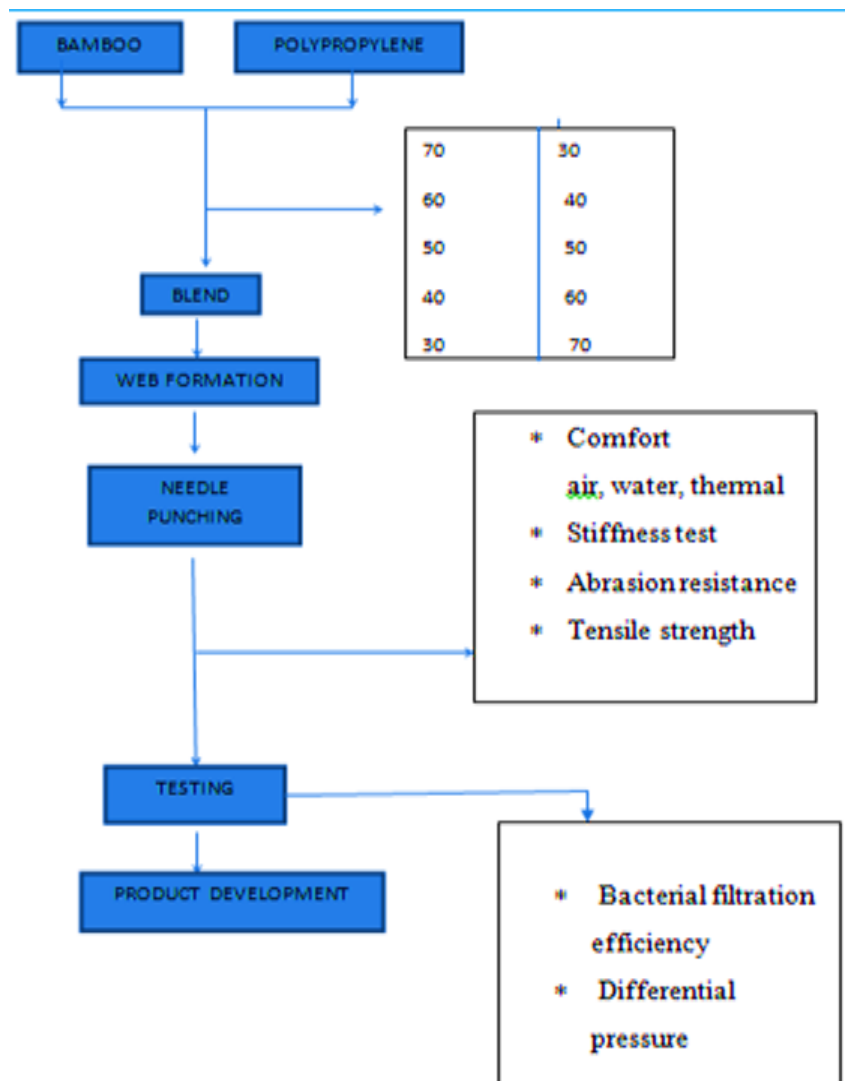 BAMBOO
POLYPROPYLENE
70 30
60 40
50 50
40 60
30 70
BLEND
WEB FORMATION
NEEDLE
PUNCHING
* Comfort
air, water, thermal
* Stiffness test
* Abrasion resistance
* Tensile strength
TESTING
PRODUCT DEVELOPMENT
* Bacterial filtration
efficiency
* Differential
pressure